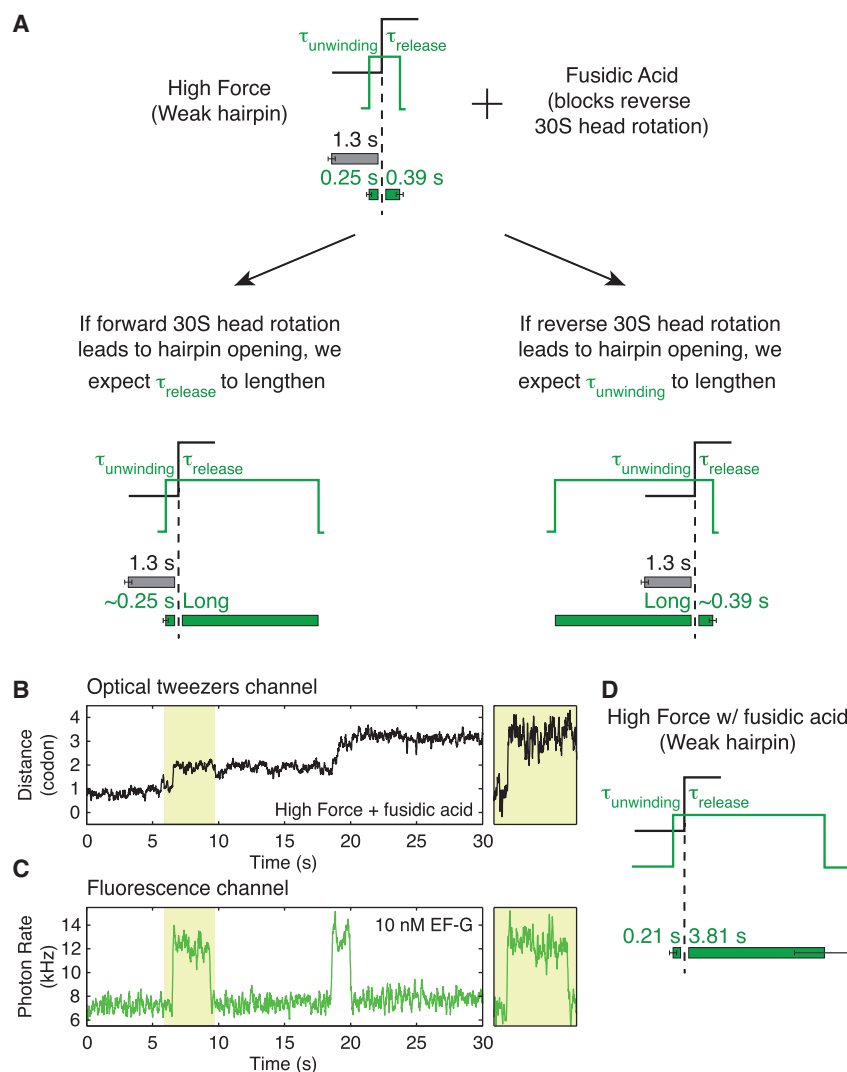 A
τunwinding τrelease
High Force
(Weak hairpin)
+
Fusidic Acid
(blocks reverse
30S head rotation)
1.3 s
0.25 s 0.39 s
If forward 30S head rotation
leads to hairpin opening, we
expect τrelease to lengthen
If reverse 30S head rotation
leads to hairpin opening, we
expect τunwinding to lengthen
τunwinding τrelease
1.3 s
~0.25 s Long
τunwinding τrelease
1.3 s
Long ~0.39 s
B
Optical tweezers channel
Distance
(codon)
4
3
2
1
0
High Force + fusidic acid
0 5 10 15 20 25 30
Time (s)
C
Fluorescence channel
Photon Rate
(kHz)
14
12
10
8
6
10 nM EF-G
0 5 10 15 20 25 30
Time (s)
D
High Force w/ fusidic acid
(Weak hairpin)
τunwinding τrelease
0.21 s 3.81 s